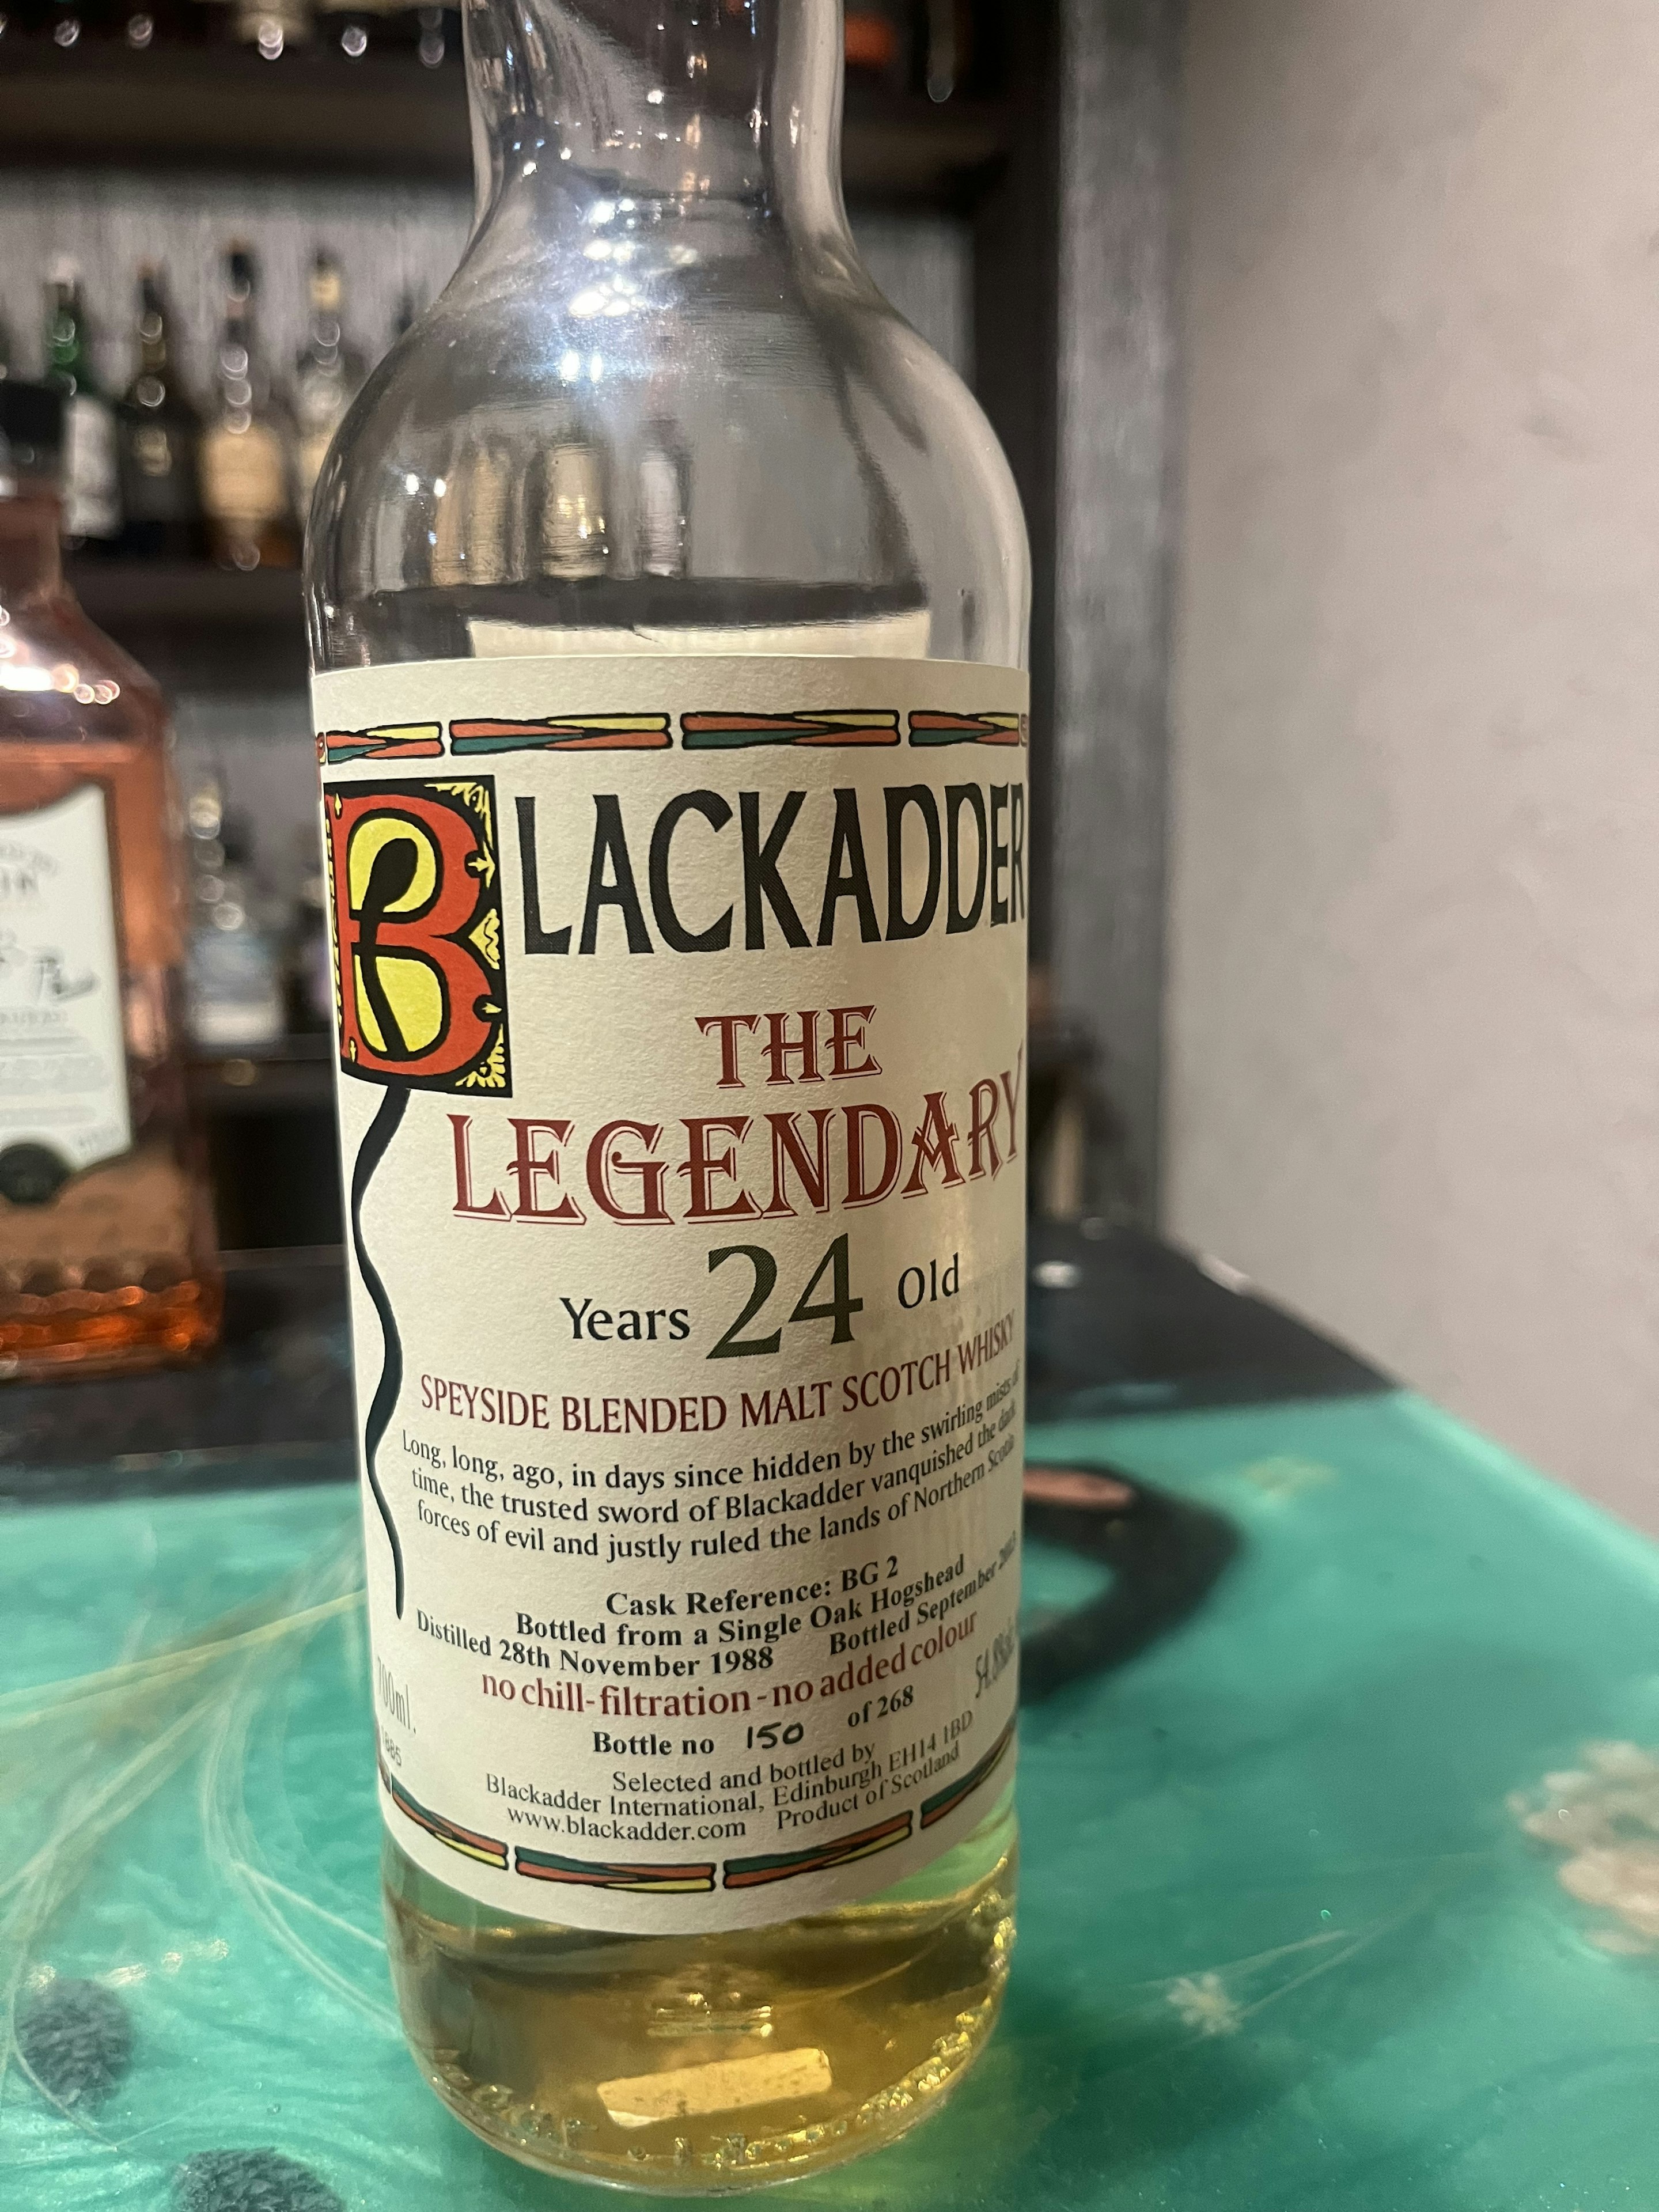 BLACKADDER
THE
LEGENDARY
Years 24 Old
SPEYSIDE BLENDED MALT SCOTCH WHISKY
Long, long, ago, in days since hidden by the swirling mists of
time, the trusted sword of Blackadder vanquished the dark
forces of evil and justly ruled the lands of Northern Scotia
Cask Reference: BG 2
Bottled from a Single Oak Hogshead
Distilled 28th November 1988 Bottled September
no chill-filtration - no added colour
700ml.
Bottle no 150 of 268
Selected and bottled by
Blackadder International, Edinburgh EH14 1BD
www.blackadder.com Product of Scotland